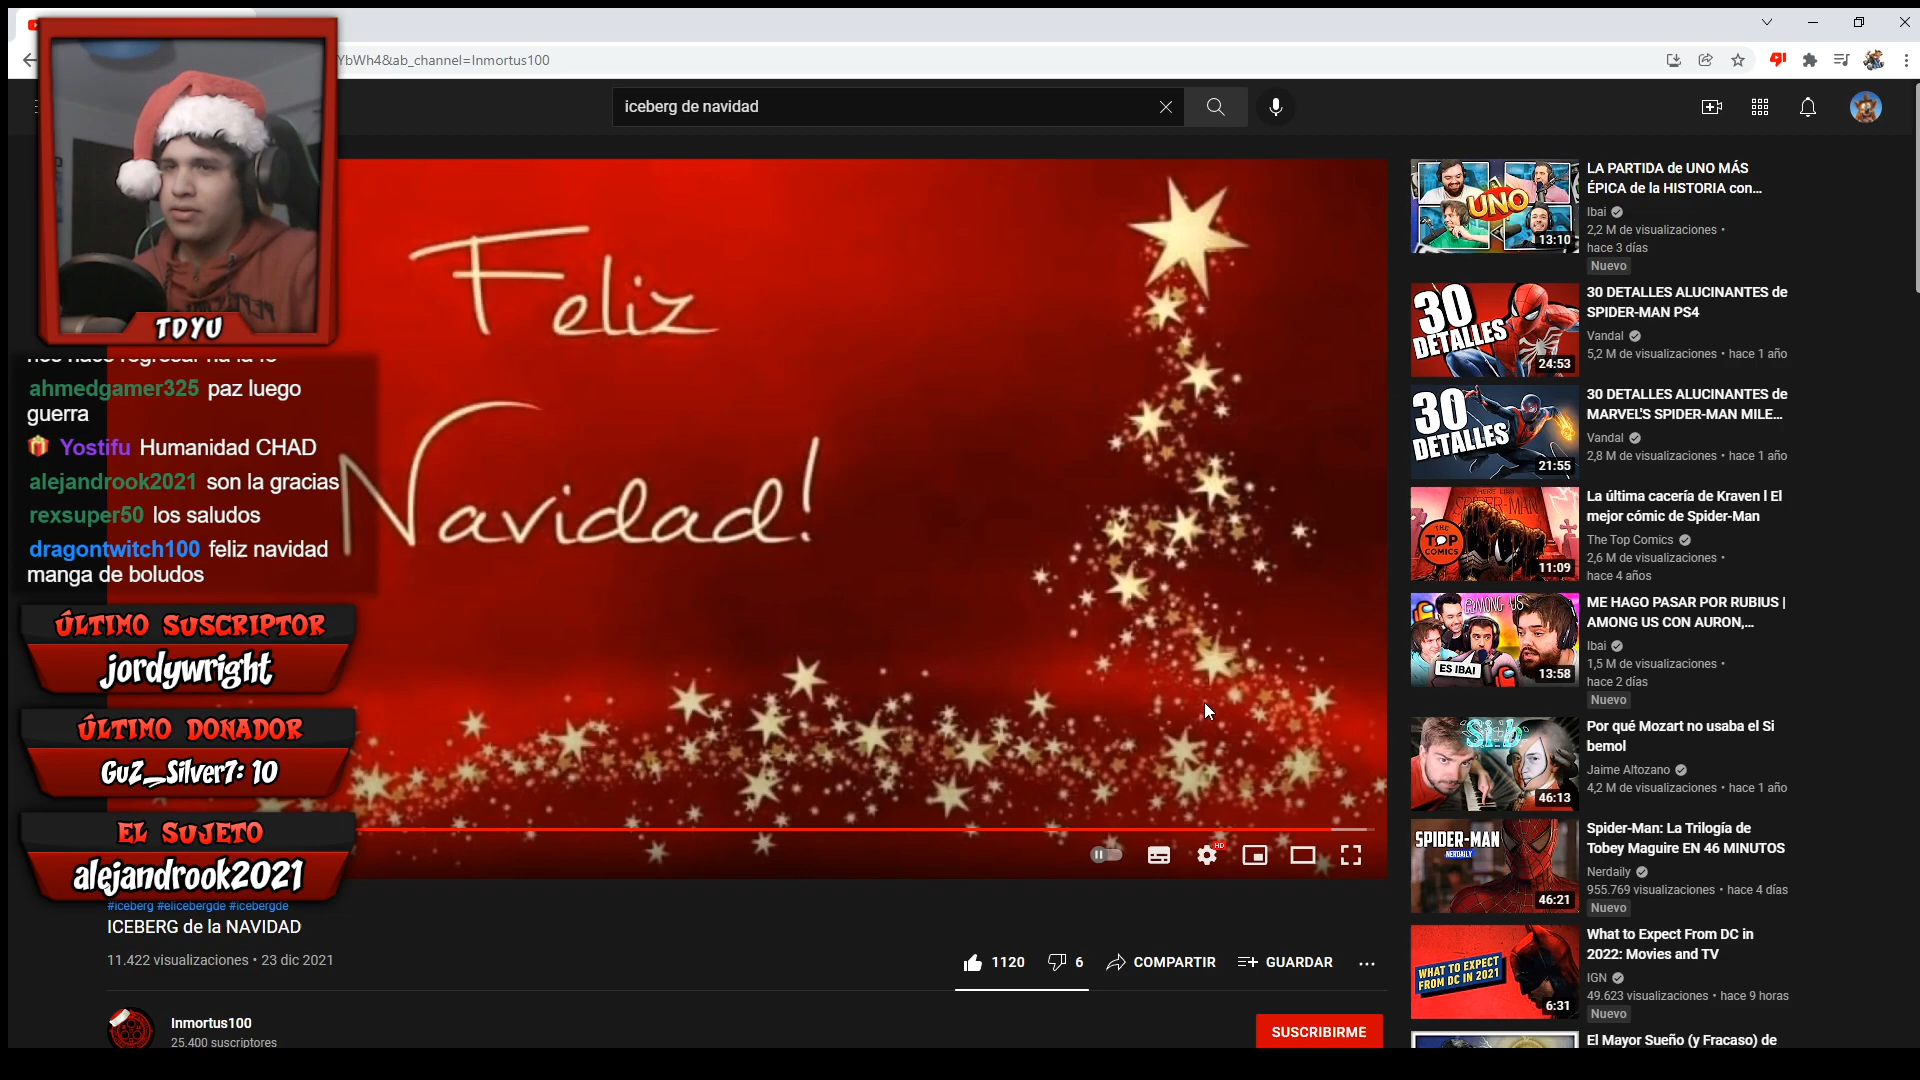 YbWh4&ab_channel=Inmortus100
iceberg de navidad
TDYU
ahmedgamer325 paz luego
guerra
Yostifu Humanidad CHAD
alejandrook2021 son la gracias
rexsuper50 los saludos
dragontwitch100 feliz navidad
manga de boludos
ÚLTIMO SUSCRIPTOR
jordywright
ÚLTIMO DONADOR
GuZ_Silver7: 10
EL SUJETO
alejandrook2021
Feliz
Navidad!
HD
#iceberg #elicebergde #icebergde
ICEBERG de la NAVIDAD
11.422 visualizaciones • 23 dic 2021
1120
6
COMPARTIR
GUARDAR
Inmortus100
25.400 suscriptores
SUSCRIBIRME
UNO
13:10
LA PARTIDA de UNO MÁS
ÉPICA de la HISTORIA con...
Ibai
2,2 M de visualizaciones •
hace 3 días
Nuevo
30
DETALLES
24:53
30 DETALLES ALUCINANTES de
SPIDER-MAN PS4
Vandal
5,2 M de visualizaciones • hace 1 año
30
DETALLES
21:55
30 DETALLES ALUCINANTES de
MARVEL'S SPIDER-MAN MILE...
Vandal
2,8 M de visualizaciones • hace 1 año
THE
TOP
COMICS
11:09
La última cacería de Kraven l El
mejor cómic de Spider-Man
The Top Comics
2,6 M de visualizaciones •
hace 4 años
AMONG US
ES IBAI
13:58
ME HAGO PASAR POR RUBIUS |
AMONG US CON AURON,...
Ibai
1,5 M de visualizaciones •
hace 2 días
Nuevo
Si b
46:13
Por qué Mozart no usaba el Si
bemol
Jaime Altozano
4,2 M de visualizaciones • hace 1 año
SPIDER-MAN
NERDAILY
46:21
Spider-Man: La Trilogía de
Tobey Maguire EN 46 MINUTOS
Nerdaily
955.769 visualizaciones • hace 4 días
Nuevo
WHAT TO EXPECT
FROM DC IN 2021
6:31
What to Expect From DC in
2022: Movies and TV
IGN
49.623 visualizaciones • hace 9 horas
Nuevo
El Mayor Sueño (y Fracaso) de